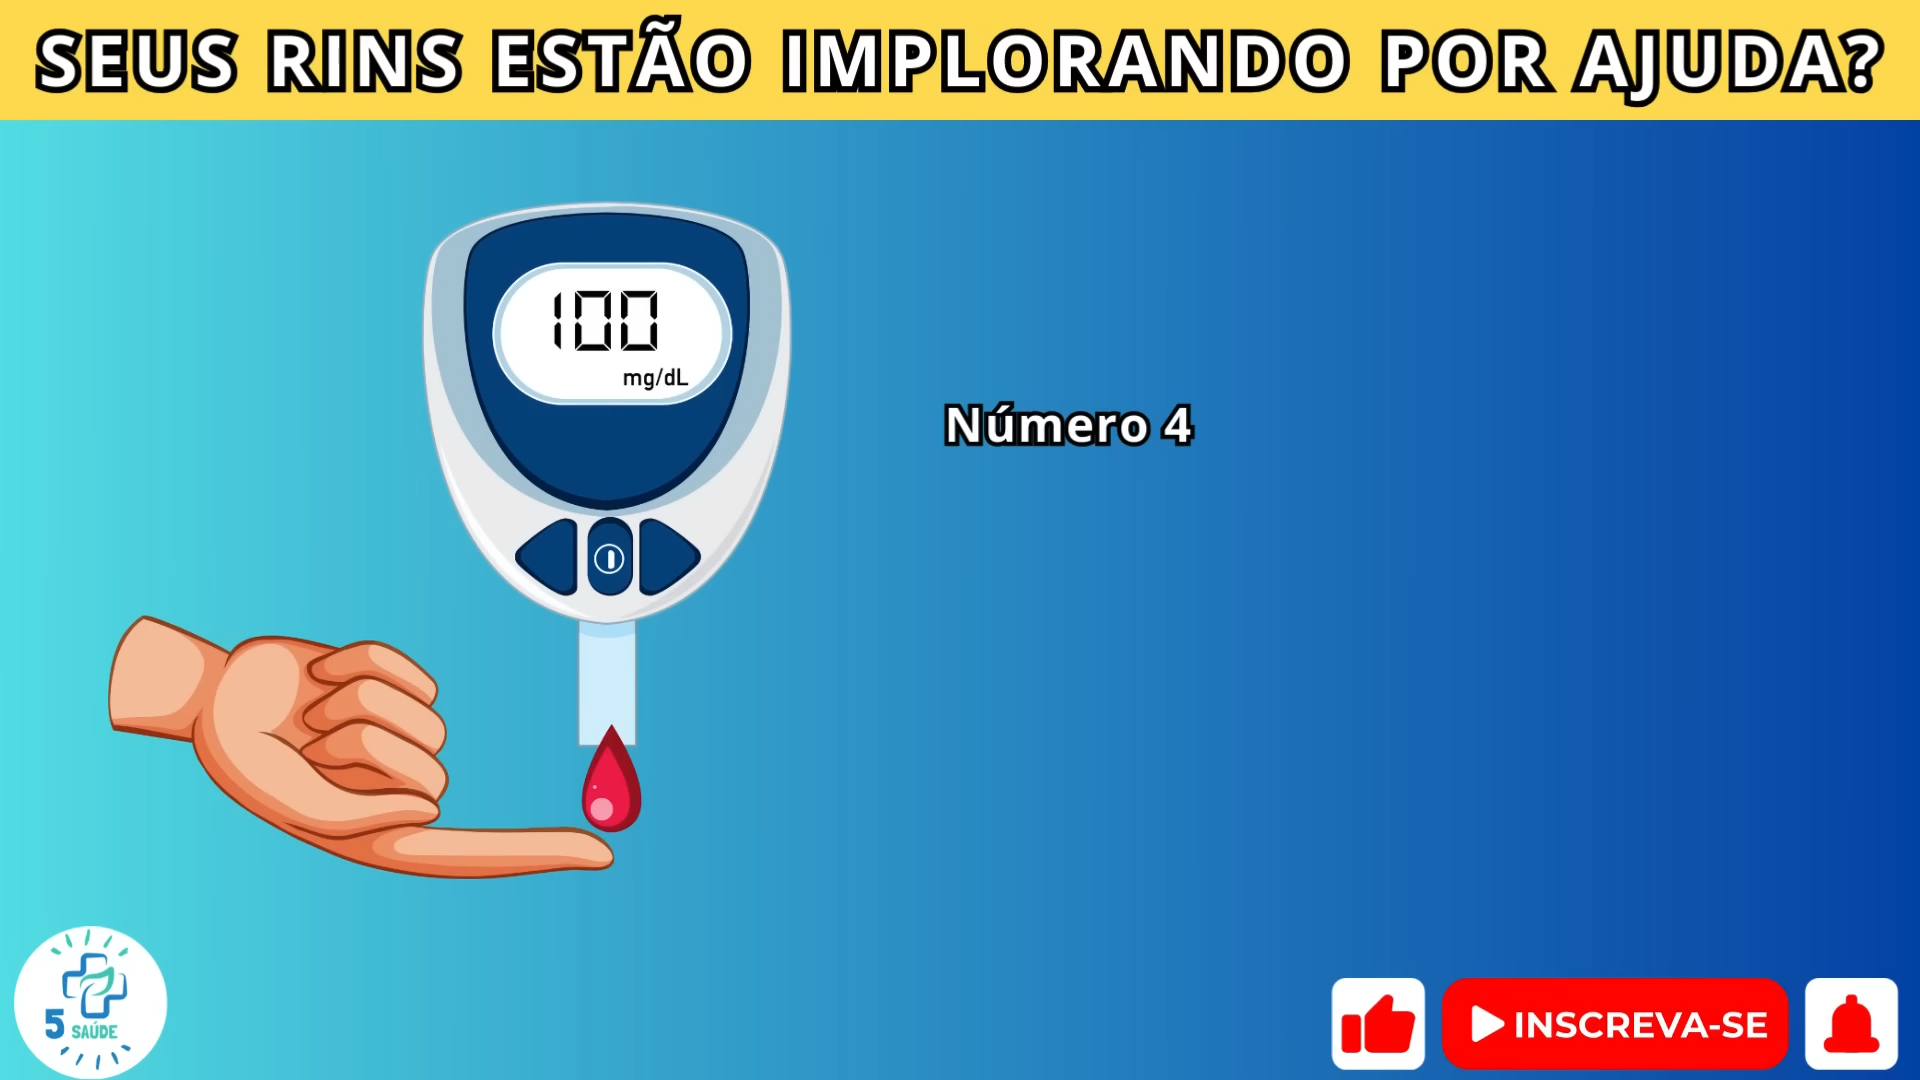 SEUS RINS ESTÃO IMPLORANDO POR AJUDA?
100
mg/dL
Número 4
5 SAÚDE
INSCREVA-SE